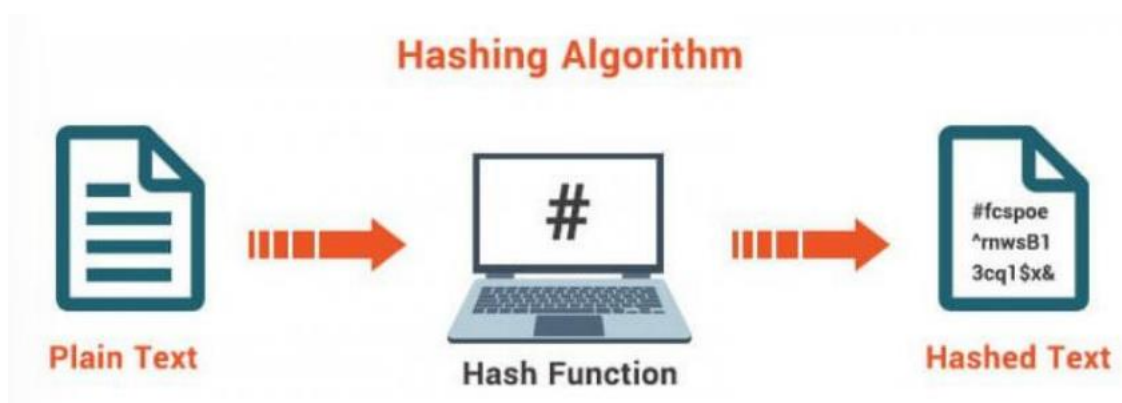 Hashing Algorithm
#
#fcspoe
^rnwsB1
3cq1$x&
Plain Text
Hash Function
Hashed Text